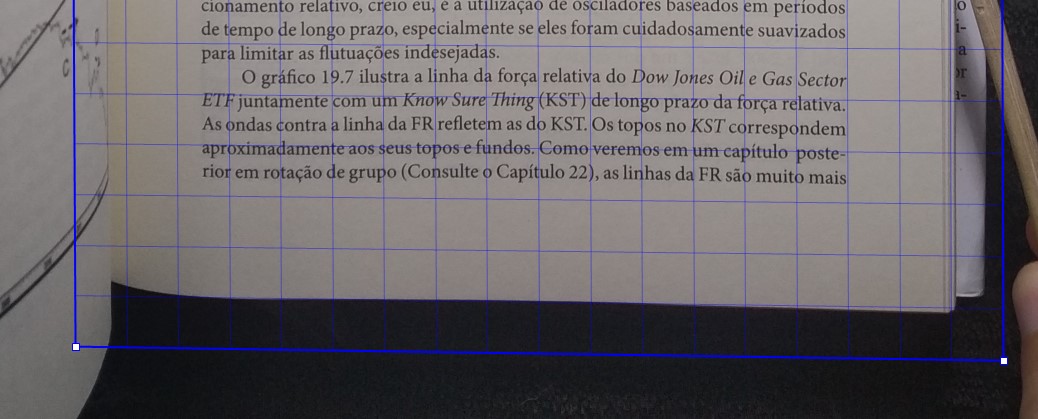 cionamento relativo, creio eu, é a utilização de osciladores baseados em períodos
de tempo de longo prazo, especialmente se eles foram cuidadosamente suavizados
para limitar as flutuações indesejadas.
O gráfico 19.7 ilustra a linha da força relativa do Dow Jones Oil e Gas Sector
ETF juntamente com um Know Sure Thing (KST) de longo prazo da força relativa.
As ondas contra a linha da FR refletem as do KST. Os topos no KST correspondem
aproximadamente aos seus topos e fundos. Como veremos em um capítulo poste-
rior em rotação de grupo (Consulte o Capítulo 22), as linhas da FR são muito mais